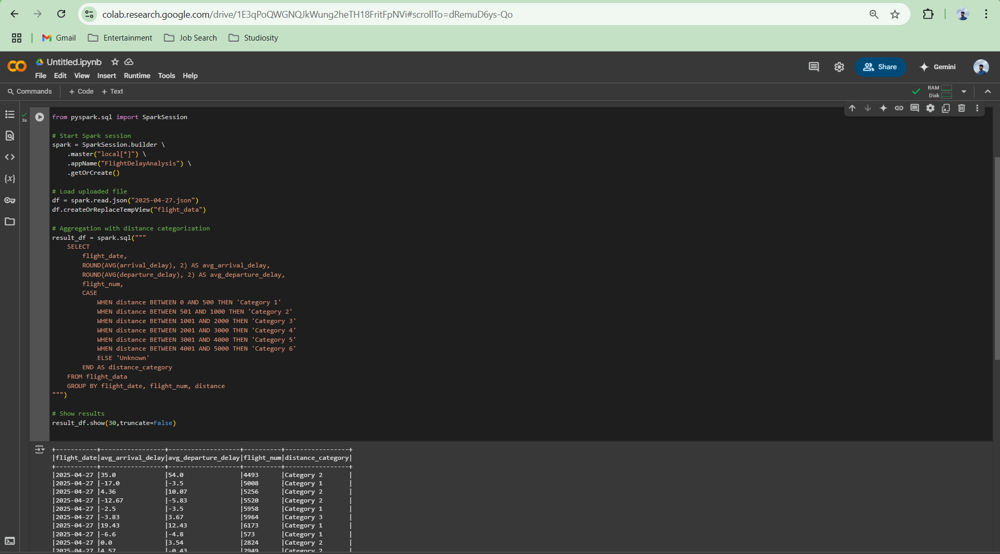 colab.research.google.com/drive/1E3qPoQWGNQJkWung2heTH18FritFpNVi#scrollTo=dRemuD6ys-Qo
Gmail Entertainment Job Search Studiosity
Untitled.ipynb
Share Gemini
File Edit View Insert Runtime Tools Help
Commands + Code + Text
RAM
Disk
3s
from pyspark.sql import SparkSession
# Start Spark session
spark = SparkSession.builder \
    .master("local[*]") \
    .appName("FlightDelayAnalysis") \
    .getOrCreate()
# Load uploaded file
df = spark.read.json("2025-04-27.json")
df.createOrReplaceTempView("flight_data")
# Aggregation with distance categorization
result_df = spark.sql("""
    SELECT
        flight_date,
        ROUND(AVG(arrival_delay), 2) AS avg_arrival_delay,
        ROUND(AVG(departure_delay), 2) AS avg_departure_delay,
        flight_num,
        CASE
            WHEN distance BETWEEN 0 AND 500 THEN 'Category 1'
            WHEN distance BETWEEN 501 AND 1000 THEN 'Category 2'
            WHEN distance BETWEEN 1001 AND 2000 THEN 'Category 3'
            WHEN distance BETWEEN 2001 AND 3000 THEN 'Category 4'
            WHEN distance BETWEEN 3001 AND 4000 THEN 'Category 5'
            WHEN distance BETWEEN 4001 AND 5000 THEN 'Category 6'
            ELSE 'Unknown'
        END AS distance_category
    FROM flight_data
    GROUP BY flight_date, flight_num, distance
""")
# Show results
result_df.show(30,truncate=False)
+-----------+-----------------+-------------------+----------+-----------------+
|flight_date|avg_arrival_delay|avg_departure_delay|flight_num|distance_category|
+-----------+-----------------+-------------------+----------+-----------------+
|2025-04-27 |35.0             |54.0               |4493      |Category 2       |
|2025-04-27 |-17.0            |-3.5               |5008      |Category 1       |
|2025-04-27 |4.36             |10.07              |5256      |Category 2       |
|2025-04-27 |-12.67           |-5.83              |5520      |Category 2       |
|2025-04-27 |-2.5             |-3.5               |5958      |Category 1       |
|2025-04-27 |-3.83            |3.67               |5964      |Category 3       |
|2025-04-27 |19.43            |12.43              |6173      |Category 1       |
|2025-04-27 |-6.6             |-4.8               |573       |Category 1       |
|2025-04-27 |0.0              |3.54               |2824      |Category 2       |
|2025-04-27 |4.57             |-0.43              |2949      |Category 2       |